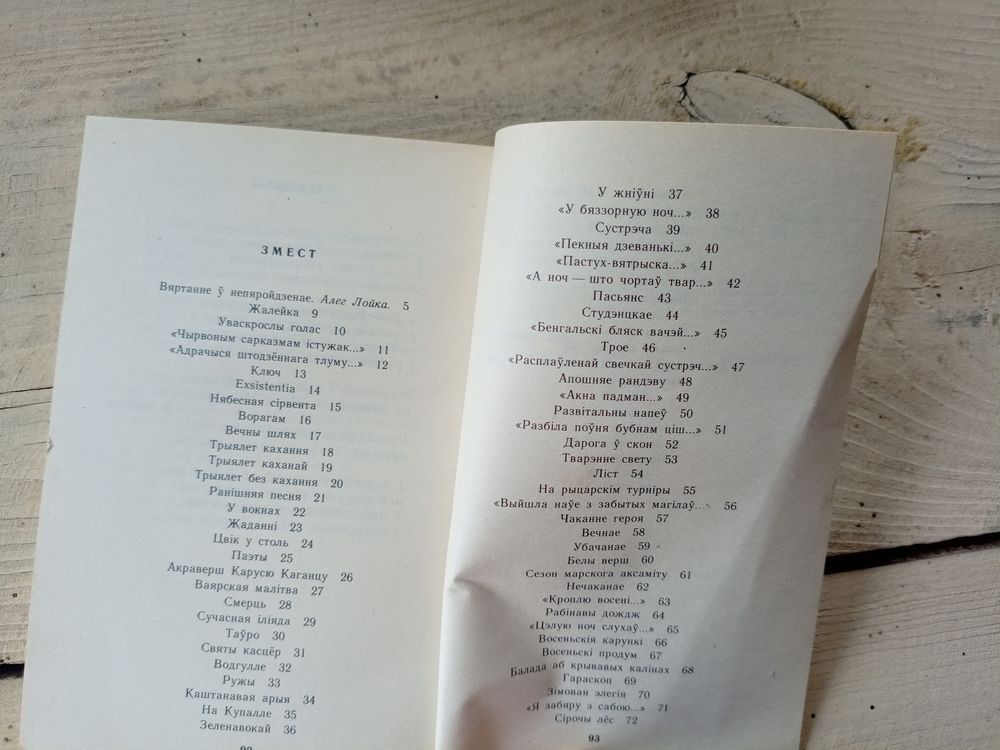 ЗМЕСТ
Вяртанне ў непяройдзенае. Алег Лойка. 5
Жалейка 9
Уваскрослы голас 10
«Чырвоным сарказмам істужак...» 11
«Адрачыся штодзённага тлуму...» 12
Ключ 13
Exsistentia 14
Нябесная сірвента 15
Ворагам 16
Вечны шлях 17
Трыялет кахання 18
Трыялет каханай 19
Трыялет без кахання 20
Ранішняя песня 21
У вокнах 22
Жаданні 23
Цвік у столь 24
Паэты 25
Акраверш Карусю Каганцу 26
Ваярская малітва 27
Смерць 28
Сучасная іліяда 29
Таўро 30
Святы касцёр 31
Водгулле 32
Ружы 33
Каштанавая арыя 34
На Купалле 35
Зеленавокай 36
92
У жніўні 37
«У бяззорную ноч...» 38
Сустрэча 39
«Пекныя дзеванькі...» 40
«Пастух-вятрыска...» 41
«А ноч — што чортаў твар...» 42
Пасьянс 43
Студэнцкае 44
«Бенгальскі бляск вачэй...» 45
Трое 46
«Расплаўленай свечкай сустрэч...» 47
Апошняе рандэву 48
«Акна падман...» 49
Развітальны напеў 50
«Разбіла поўня бубнам ціш...» 51
Дарога ў скон 52
Тварэнне свету 53
Ліст 54
На рыцарскім турніры 55
«Выйшла наўе з забытых магілаў...» 56
Чаканне героя 57
Вечнае 58
Убачанае 59
Белы верш 60
Сезон марскога аксаміту 61
Нечаканае 62
«Кроплю восені...» 63
Рабінавы дождж 64
«Цэлую ноч слухаў...» 65
Восеньскія карункі 66
Восеньскі продум 67
Балада аб крывавых калінах 68
Гараскоп 69
Зімовая элегія 70
«Я забяру з сабою...» 71
Сірочы лёс 72
93